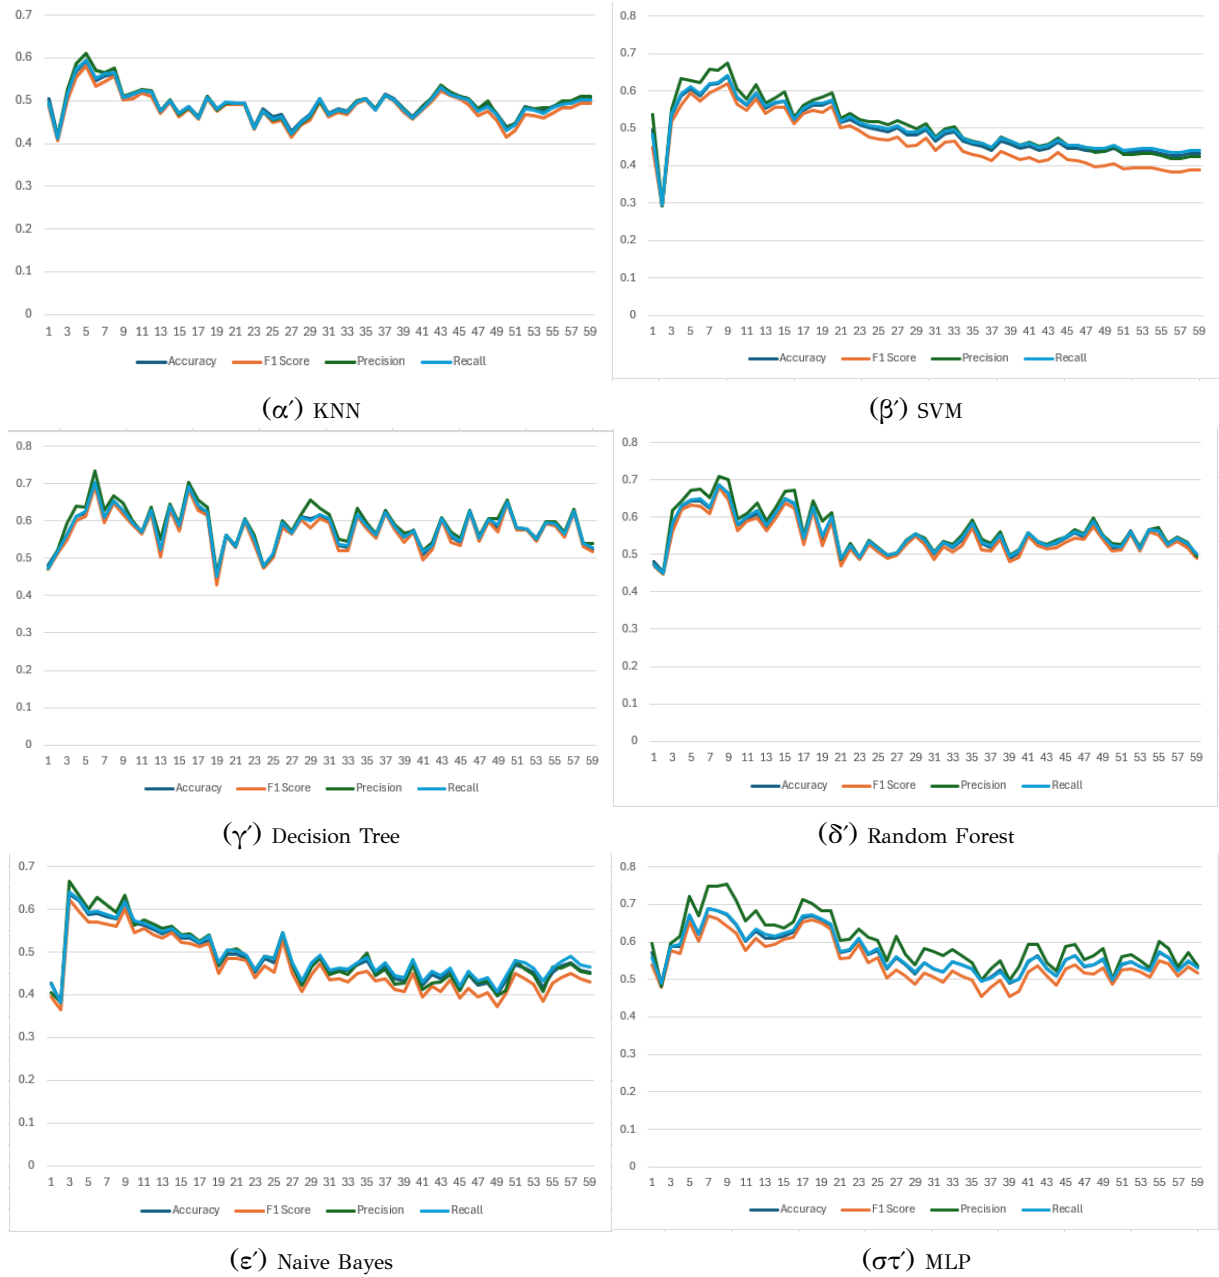 0.7
0.6
0.5
0.4
0.3
0.2
0.1
0
1 3 5 7 9 11 13 15 17 19 21 23 25 27 29 31 33 35 37 39 41 43 45 47 49 51 53 55 57 59
Accuracy F1 Score Precision Recall
(α′) KNN
0.8
0.7
0.6
0.5
0.4
0.3
0.2
0.1
0
1 3 5 7 9 11 13 15 17 19 21 23 25 27 29 31 33 35 37 39 41 43 45 47 49 51 53 55 57 59
Accuracy F1 Score Precision Recall
(β′) SVM
0.8
0.7
0.6
0.5
0.4
0.3
0.2
0.1
0
1 3 5 7 9 11 13 15 17 19 21 23 25 27 29 31 33 35 37 39 41 43 45 47 49 51 53 55 57 59
Accuracy F1 Score Precision Recall
(γ′) Decision Tree
0.8
0.7
0.6
0.5
0.4
0.3
0.2
0.1
0
1 3 5 7 9 11 13 15 17 19 21 23 25 27 29 31 33 35 37 39 41 43 45 47 49 51 53 55 57 59
Accuracy F1 Score Precision Recall
(δ′) Random Forest
0.7
0.6
0.5
0.4
0.3
0.2
0.1
0
1 3 5 7 9 11 13 15 17 19 21 23 25 27 29 31 33 35 37 39 41 43 45 47 49 51 53 55 57 59
Accuracy F1 Score Precision Recall
(ε′) Naive Bayes
0.8
0.7
0.6
0.5
0.4
0.3
0.2
0.1
0
1 3 5 7 9 11 13 15 17 19 21 23 25 27 29 31 33 35 37 39 41 43 45 47 49 51 53 55 57 59
Accuracy F1 Score Precision Recall
(στ′) MLP